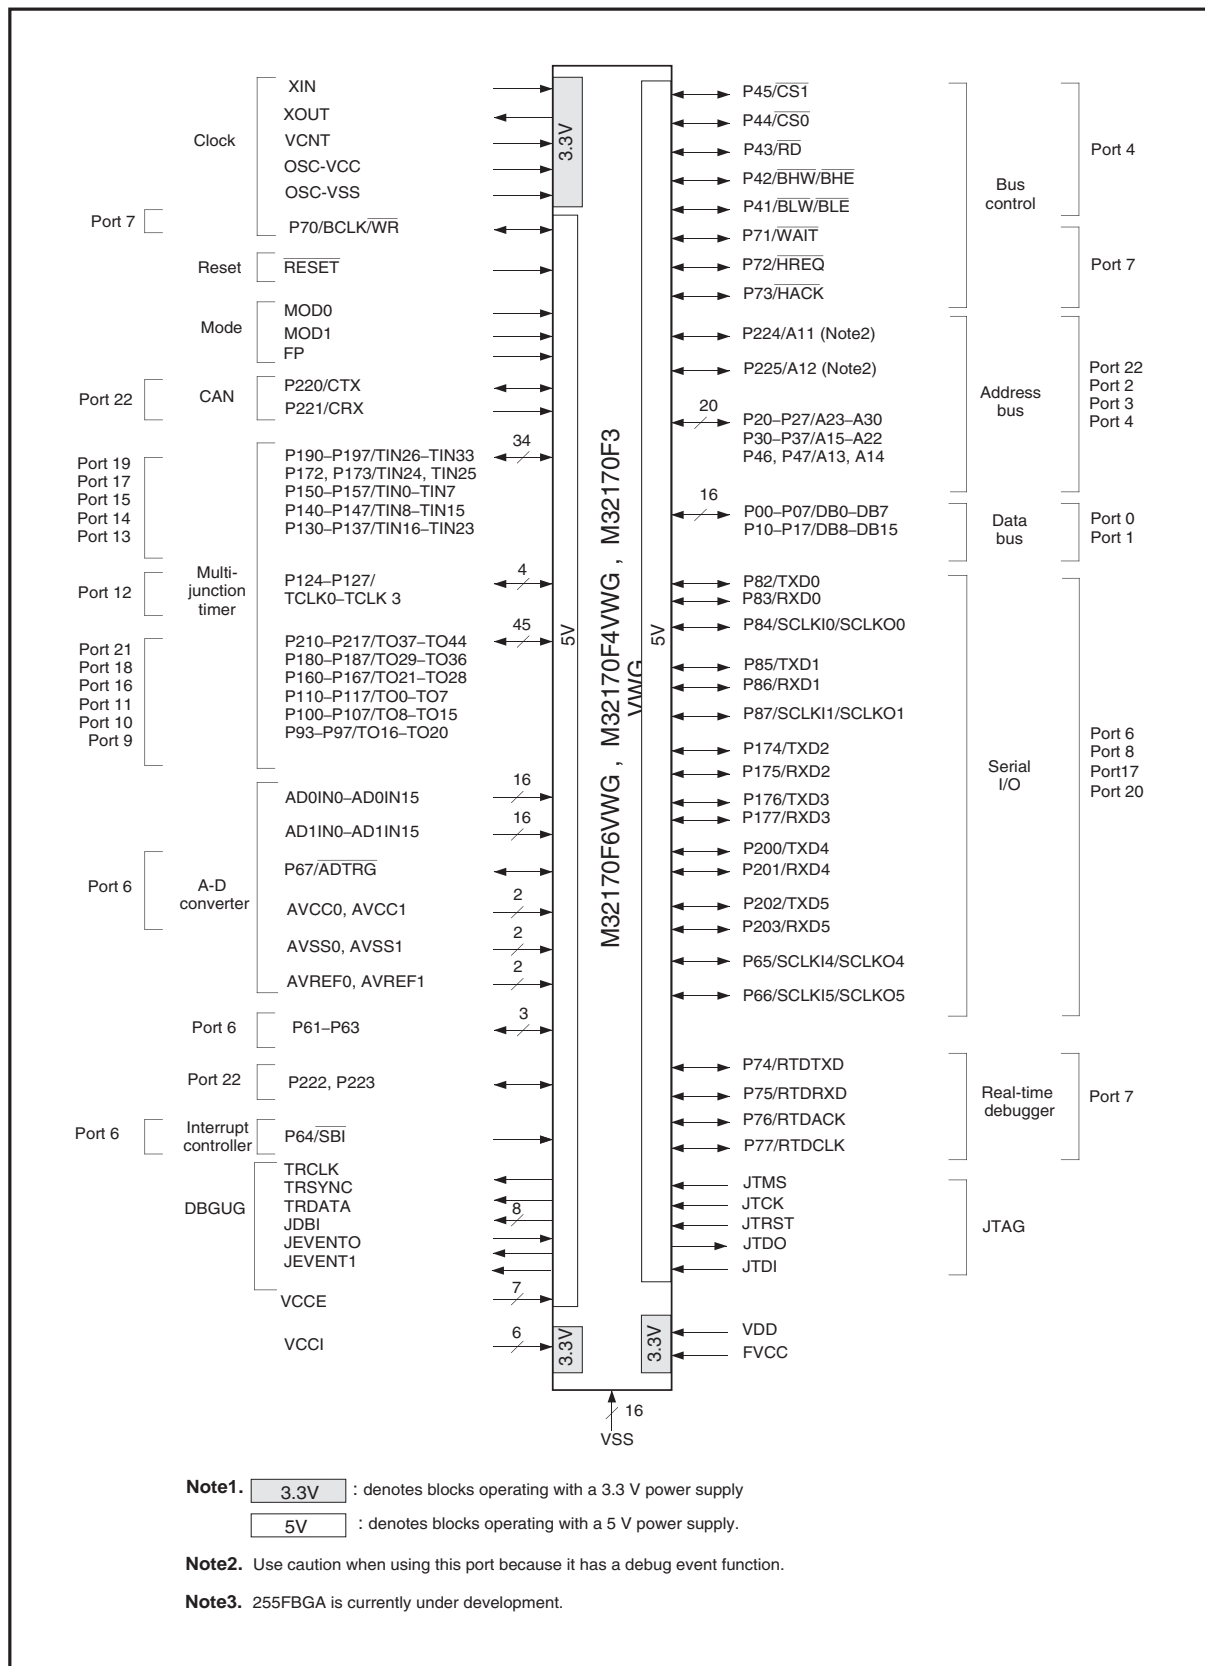 Clock
XIN
XOUT
VCNT
OSC-VCC
OSC-VSS
Port 7
P70/BCLK/WR
Reset
RESET
Mode
MOD0
MOD1
FP
Port 22
CAN
P220/CTX
P221/CRX
Port 19
Port 17
Port 15
Port 14
Port 13
34
P190–P197/TIN26–TIN33
P172, P173/TIN24, TIN25
P150–P157/TIN0–TIN7
P140–P147/TIN8–TIN15
P130–P137/TIN16–TIN23
Port 12
Multi-
junction
timer
4
P124–P127/
TCLK0–TCLK 3
Port 21
Port 18
Port 16
Port 11
Port 10
Port 9
45
P210–P217/TO37–TO44
P180–P187/TO29–TO36
P160–P167/TO21–TO28
P110–P117/TO0–TO7
P100–P107/TO8–TO15
P93–P97/TO16–TO20
Port 6
A-D
converter
16
AD0IN0–AD0IN15
16
AD1IN0–AD1IN15
P67/ADTRG
2
AVCC0, AVCC1
2
AVSS0, AVSS1
2
AVREF0, AVREF1
Port 6
3
P61–P63
Port 22
P222, P223
Port 6
Interrupt
controller
P64/SBI
DBGUG
TRCLK
TRSYNC
TRDATA
8
JDBI
JEVENTO
JEVENT1
7
VCCE
6
VCCI
3.3V
5V
3.3V
M32170F6VWG , M32170F4VWG , M32170F3
VWG
5V
3.3V
16
VSS
P45/CS1
P44/CS0
P43/RD
P42/BHW/BHE
P41/BLW/BLE
P71/WAIT
P72/HREQ
P73/HACK
Bus
control
Port 4
Port 7
P224/A11 (Note2)
P225/A12 (Note2)
20
P20–P27/A23–A30
P30–P37/A15–A22
P46, P47/A13, A14
Address
bus
Port 22
Port 2
Port 3
Port 4
16
P00–P07/DB0–DB7
P10–P17/DB8–DB15
Data
bus
Port 0
Port 1
P82/TXD0
P83/RXD0
P84/SCLKI0/SCLKO0
P85/TXD1
P86/RXD1
P87/SCLKI1/SCLKO1
P174/TXD2
P175/RXD2
P176/TXD3
P177/RXD3
P200/TXD4
P201/RXD4
P202/TXD5
P203/RXD5
P65/SCLKI4/SCLKO4
P66/SCLKI5/SCLKO5
Serial
I/O
Port 6
Port 8
Port17
Port 20
P74/RTDTXD
P75/RTDRXD
P76/RTDACK
P77/RTDCLK
Real-time
debugger
Port 7
JTMS
JTCK
JTRST
JTDO
JTDI
JTAG
VDD
FVCC
Note1. 3.3V : denotes blocks operating with a 3.3 V power supply
5V : denotes blocks operating with a 5 V power supply.
Note2. Use caution when using this port because it has a debug event function.
Note3. 255FBGA is currently under development.